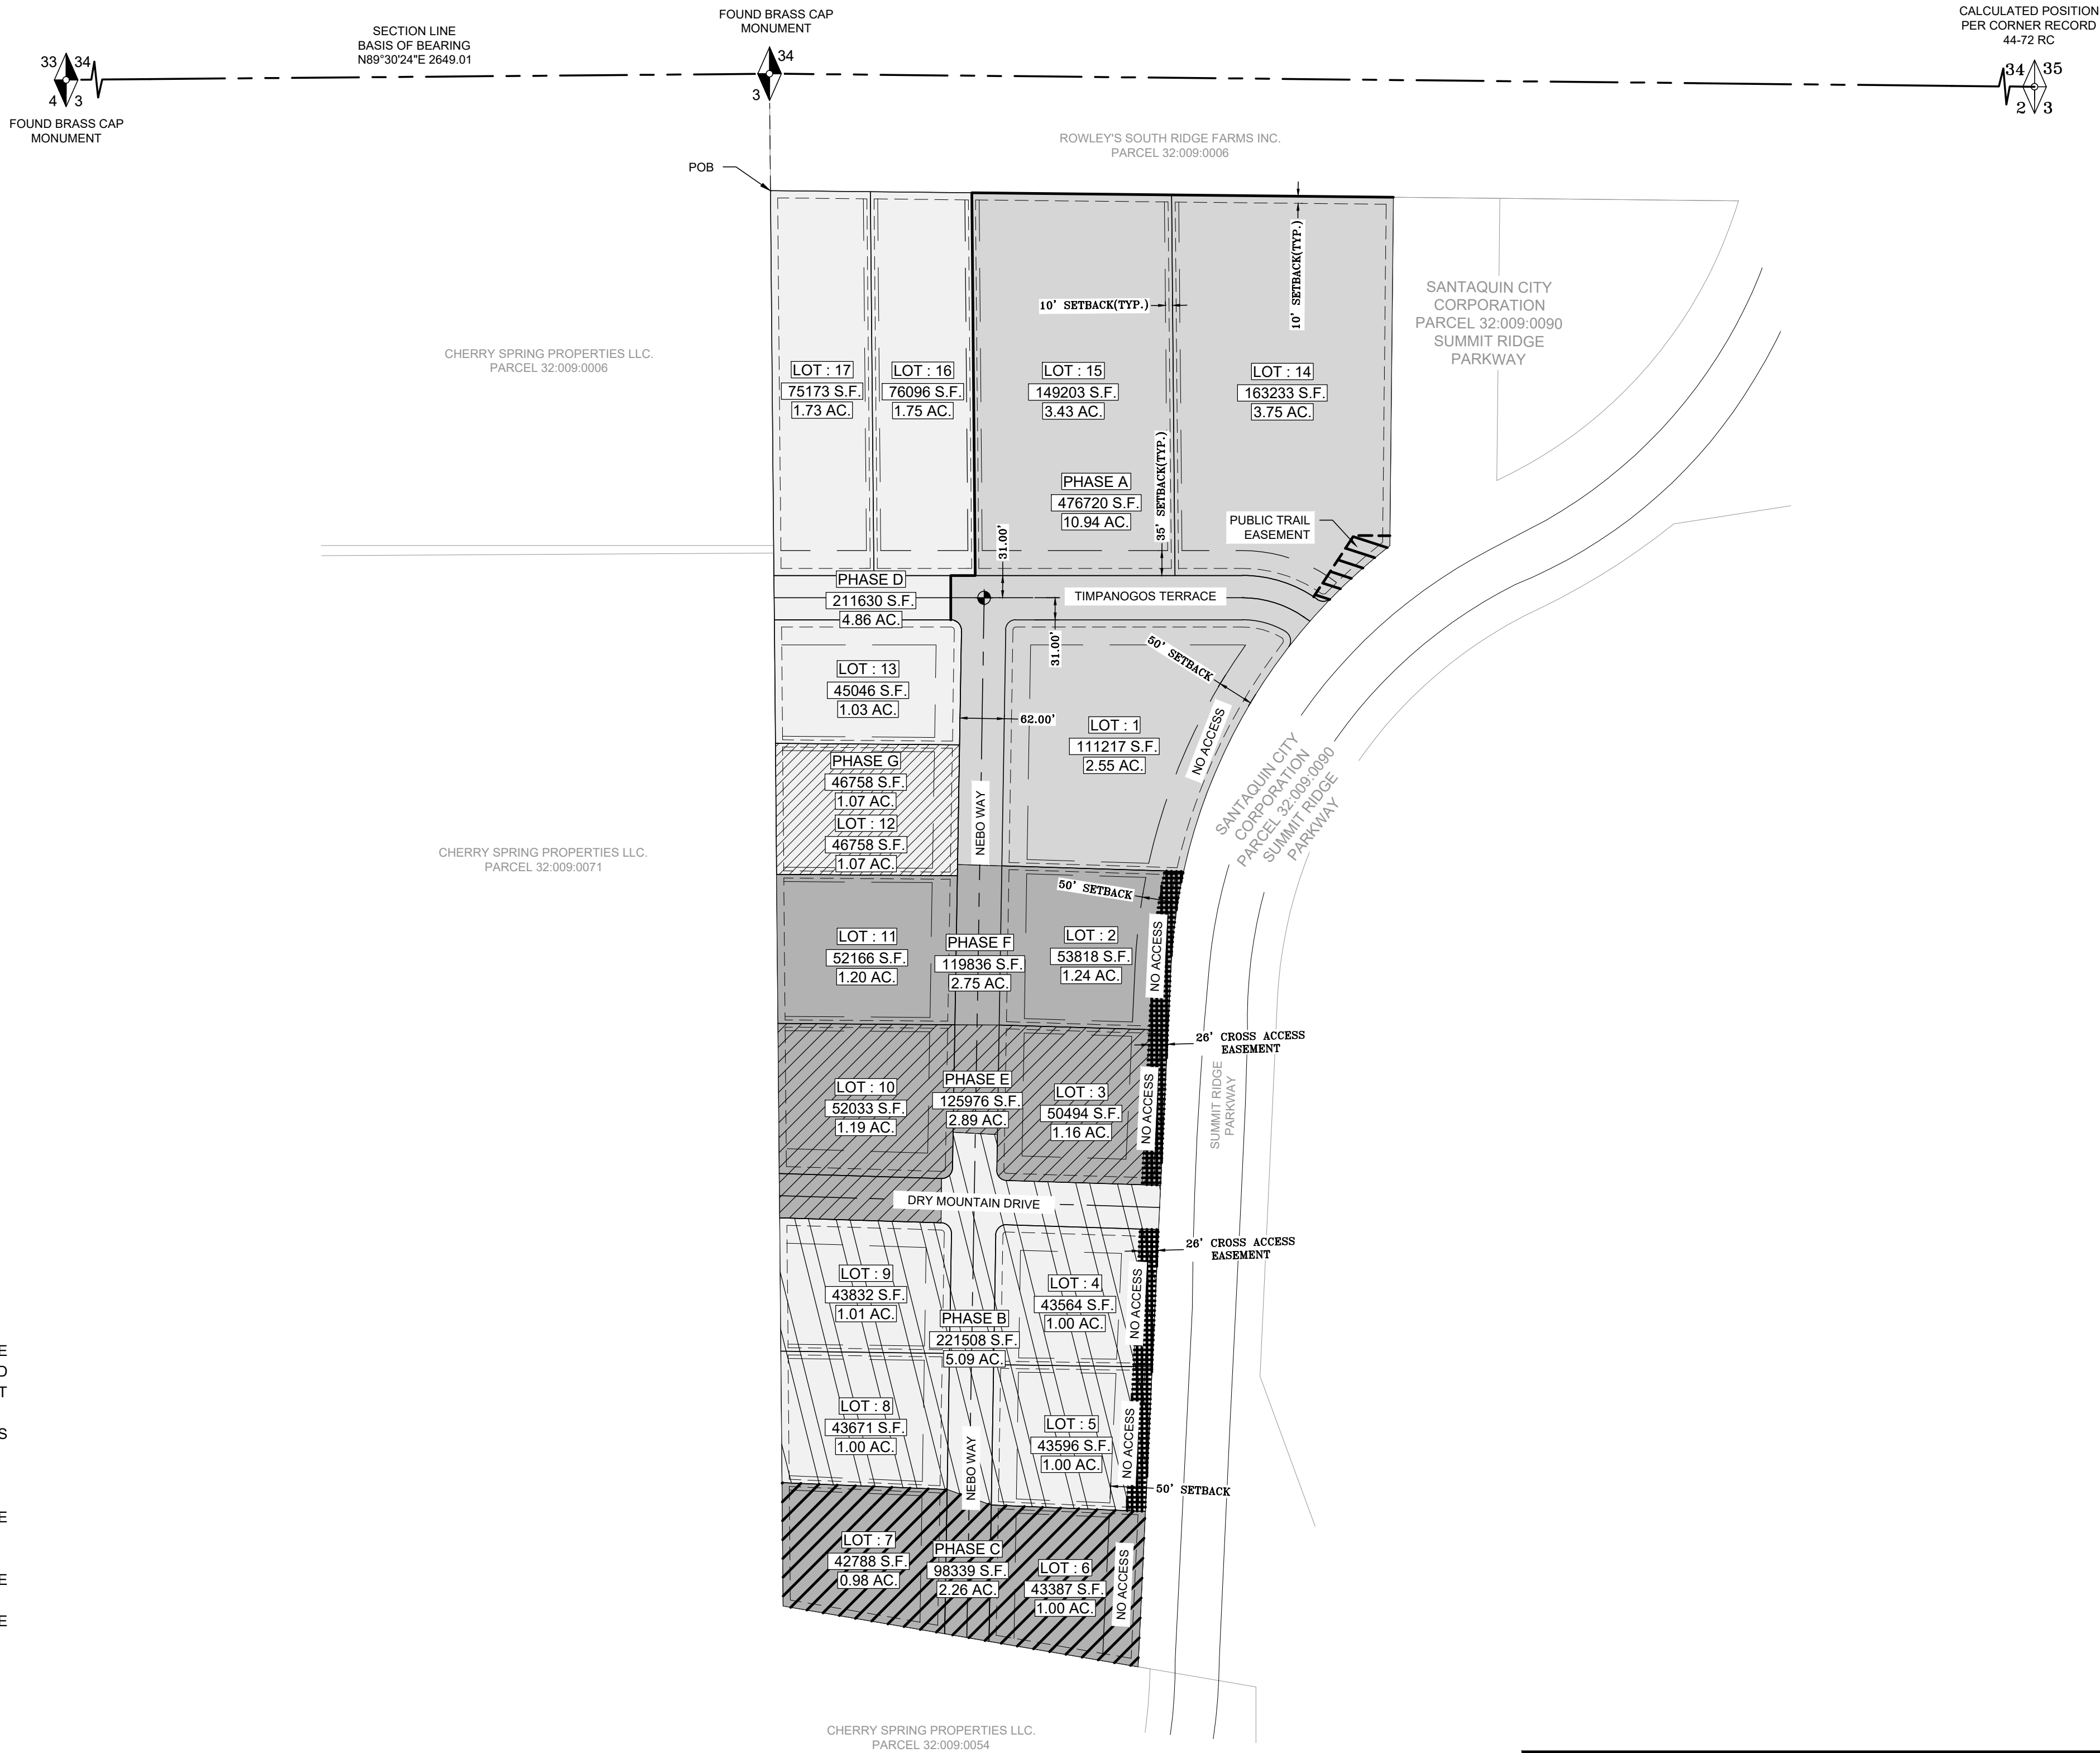 FOUND BRASS CAP
MONUMENT
CALCULATED POSITION
PER CORNER RECORD
44-72 RC
SECTION LINE
BASIS OF BEARING
N89°30'24"E 2649.01
33 34
4 3
FOUND BRASS CAP
MONUMENT
34
3
34 35
2 3
ROWLEY'S SOUTH RIDGE FARMS INC.
PARCEL 32:009:0006
POB
10' SETBACK(TYP.)
10' SETBACK(TYP.)
SANTAQUIN CITY
CORPORATION
PARCEL 32:009:0090
SUMMIT RIDGE
PARKWAY
CHERRY SPRING PROPERTIES LLC.
PARCEL 32:009:0006
LOT : 17
75173 S.F.
1.73 AC.
LOT : 16
76096 S.F.
1.75 AC.
LOT : 15
149203 S.F.
3.43 AC.
LOT : 14
163233 S.F.
3.75 AC.
PHASE A
476720 S.F.
10.94 AC.
35' SETBACK(TYP.)
31.00'
PUBLIC TRAIL
EASEMENT
PHASE D
211630 S.F.
4.86 AC.
TIMPANOGOS TERRACE
31.00'
50' SETBACK
LOT : 13
45046 S.F.
1.03 AC.
62.00'
LOT : 1
111217 S.F.
2.55 AC.
NO ACCESS
SANTAQUIN CITY
CORPORATION
PARCEL 32:009:0090
SUMMIT RIDGE
PARKWAY
PHASE G
46758 S.F.
1.07 AC.
LOT : 12
46758 S.F.
1.07 AC.
NEBO WAY
CHERRY SPRING PROPERTIES LLC.
PARCEL 32:009:0071
50' SETBACK
LOT : 11
52166 S.F.
1.20 AC.
PHASE F
119836 S.F.
2.75 AC.
LOT : 2
53818 S.F.
1.24 AC.
NO ACCESS
26' CROSS ACCESS
EASEMENT
LOT : 10
52033 S.F.
1.19 AC.
PHASE E
125976 S.F.
2.89 AC.
LOT : 3
50494 S.F.
1.16 AC.
NO ACCESS
SUMMIT RIDGE
PARKWAY
DRY MOUNTAIN DRIVE
26' CROSS ACCESS
EASEMENT
LOT : 9
43832 S.F.
1.01 AC.
PHASE B
221508 S.F.
5.09 AC.
LOT : 4
43564 S.F.
1.00 AC.
NO ACCESS
LOT : 8
43671 S.F.
1.00 AC.
NEBO WAY
LOT : 5
43596 S.F.
1.00 AC.
NO ACCESS
50' SETBACK
LOT : 7
42788 S.F.
0.98 AC.
PHASE C
98339 S.F.
2.26 AC.
LOT : 6
43387 S.F.
1.00 AC.
NO ACCESS
CHERRY SPRING PROPERTIES LLC.
PARCEL 32:009:0054